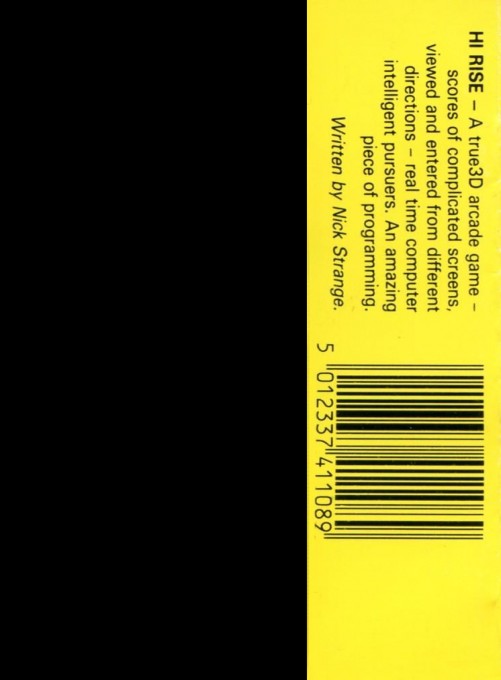 HI RISE – A true3D arcade game –
scores of complicated screens,
viewed and entered from different
directions – real time computer
intelligent pursuers. An amazing
piece of programming.
Written by Nick Strange.
5 012337 411089